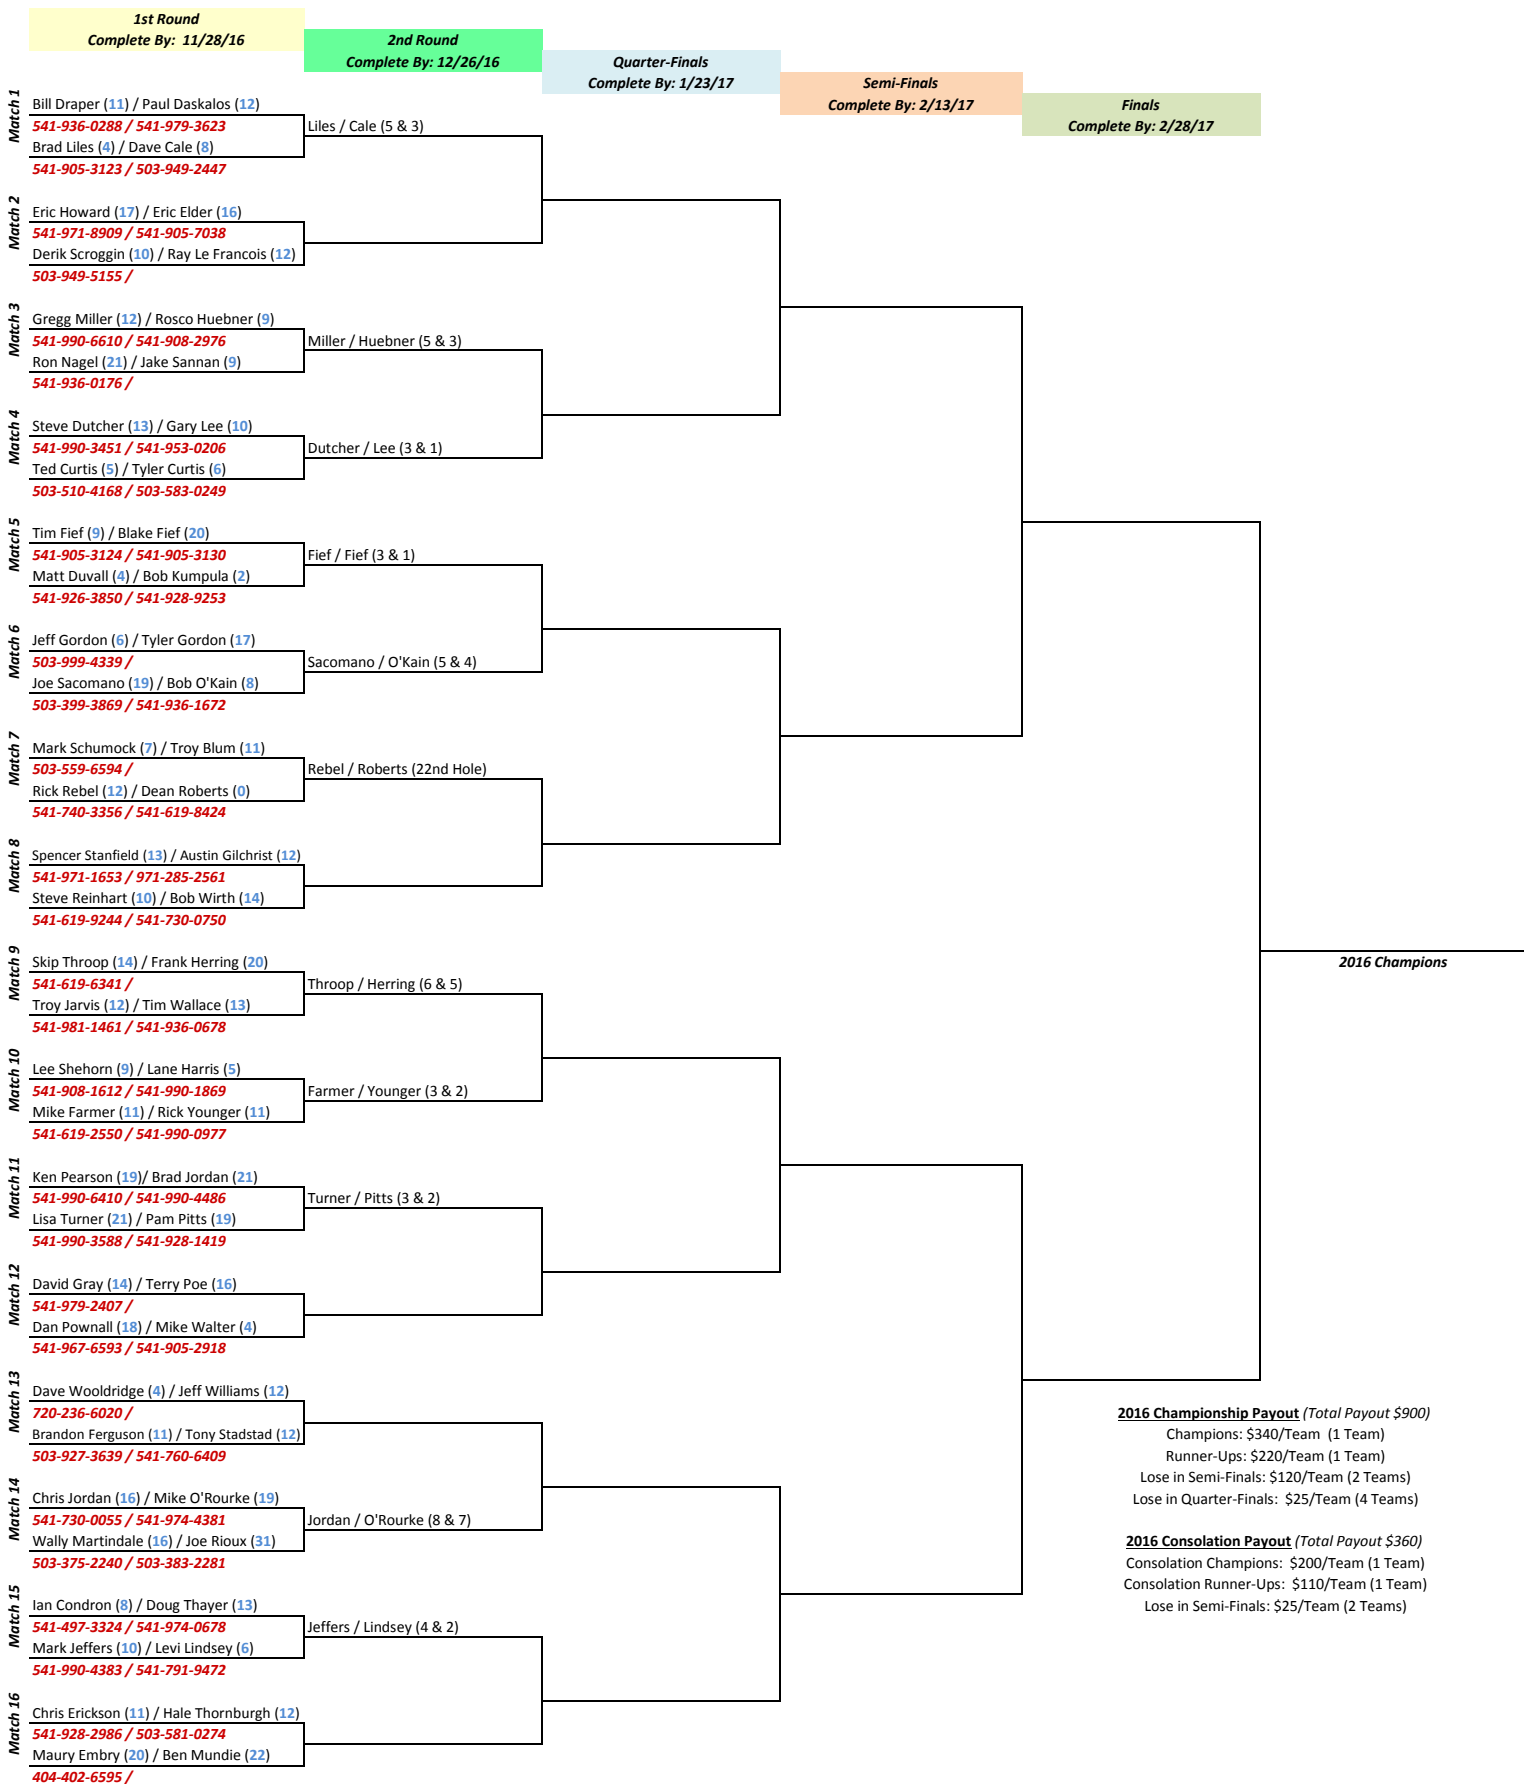 1st Round
Complete By:  11/28/16
2nd Round
Complete By: 12/26/16
Quarter-Finals
Complete By: 1/23/17
Semi-Finals
Complete By: 2/13/17
Finals
Complete By: 2/28/17
Match 1
Bill Draper (11) / Paul Daskalos (12)
541-936-0288 / 541-979-3623
Brad Liles (4) / Dave Cale (8)
541-905-3123 / 503-949-2447
Liles / Cale (5 & 3)
Match 2
Eric Howard (17) / Eric Elder (16)
541-971-8909 / 541-905-7038
Derik Scroggin (10) / Ray Le Francois (12)
503-949-5155 /
Match 3
Gregg Miller (12) / Rosco Huebner (9)
541-990-6610 / 541-908-2976
Ron Nagel (21) / Jake Sannan (9)
541-936-0176 /
Miller / Huebner (5 & 3)
Match 4
Steve Dutcher (13) / Gary Lee (10)
541-990-3451 / 541-953-0206
Ted Curtis (5) / Tyler Curtis (6)
503-510-4168 / 503-583-0249
Dutcher / Lee (3 & 1)
Match 5
Tim Fief (9) / Blake Fief (20)
541-905-3124 / 541-905-3130
Matt Duvall (4) / Bob Kumpula (2)
541-926-3850 / 541-928-9253
Fief / Fief (3 & 1)
Match 6
Jeff Gordon (6) / Tyler Gordon (17)
503-999-4339 /
Joe Sacomano (19) / Bob O'Kain (8)
503-399-3869 / 541-936-1672
Sacomano / O'Kain (5 & 4)
Match 7
Mark Schumock (7) / Troy Blum (11)
503-559-6594 /
Rick Rebel (12) / Dean Roberts (0)
541-740-3356 / 541-619-8424
Rebel / Roberts (22nd Hole)
Match 8
Spencer Stanfield (13) / Austin Gilchrist (12)
541-971-1653 / 971-285-2561
Steve Reinhart (10) / Bob Wirth (14)
541-619-9244 / 541-730-0750
Match 9
Skip Throop (14) / Frank Herring (20)
541-619-6341 /
Troy Jarvis (12) / Tim Wallace (13)
541-981-1461 / 541-936-0678
Throop / Herring (6 & 5)
2016 Champions
Match 10
Lee Shehorn (9) / Lane Harris (5)
541-908-1612 / 541-990-1869
Mike Farmer (11) / Rick Younger (11)
541-619-2550 / 541-990-0977
Farmer / Younger (3 & 2)
Match 11
Ken Pearson (19)/ Brad Jordan (21)
541-990-6410 / 541-990-4486
Lisa Turner (21) / Pam Pitts (19)
541-990-3588 / 541-928-1419
Turner / Pitts (3 & 2)
Match 12
David Gray (14) / Terry Poe (16)
541-979-2407 /
Dan Pownall (18) / Mike Walter (4)
541-967-6593 / 541-905-2918
Match 13
Dave Wooldridge (4) / Jeff Williams (12)
720-236-6020 /
Brandon Ferguson (11) / Tony Stadstad (12)
503-927-3639 / 541-760-6409
Match 14
Chris Jordan (16) / Mike O'Rourke (19)
541-730-0055 / 541-974-4381
Wally Martindale (16) / Joe Rioux (31)
503-375-2240 / 503-383-2281
Jordan / O'Rourke (8 & 7)
Match 15
Ian Condron (8) / Doug Thayer (13)
541-497-3324 / 541-974-0678
Mark Jeffers (10) / Levi Lindsey (6)
541-990-4383 / 541-791-9472
Jeffers / Lindsey (4 & 2)
Match 16
Chris Erickson (11) / Hale Thornburgh (12)
541-928-2986 / 503-581-0274
Maury Embry (20) / Ben Mundie (22)
404-402-6595 /
2016 Championship Payout (Total Payout $900)
Champions: $340/Team  (1 Team)
Runner-Ups: $220/Team (1 Team)
Lose in Semi-Finals: $120/Team (2 Teams)
Lose in Quarter-Finals:  $25/Team (4 Teams)
2016 Consolation Payout (Total Payout $360)
Consolation Champions:  $200/Team (1 Team)
Consolation Runner-Ups:  $110/Team (1 Team)
Lose in Semi-Finals: $25/Team (2 Teams)